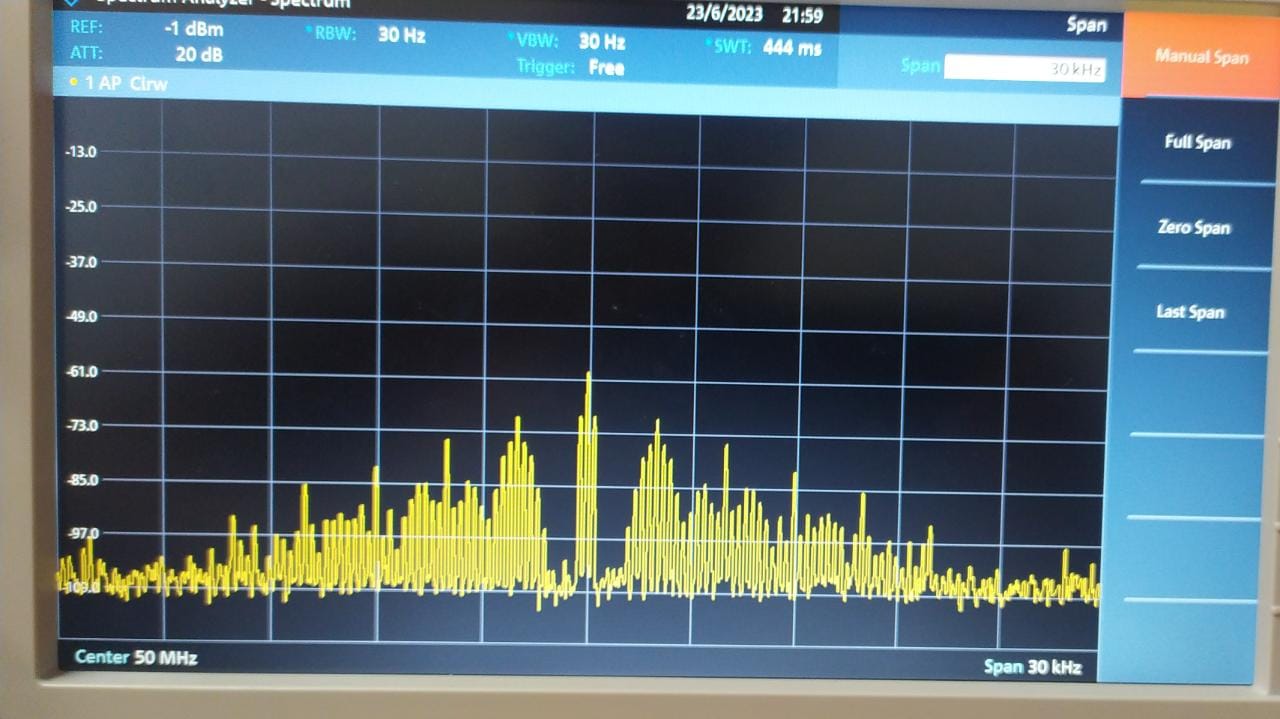 Spectrum Analyzer - Spectrum 23/6/2023 21:59
REF: -1 dBm RBW: 30 Hz VBW: 30 Hz SWT: 444 ms
ATT: 20 dB Trigger: Free
1 AP Clrw
Span
Span 30 kHz
Manual Span
Full Span
Zero Span
Last Span
-13.0
-25.0
-37.0
-49.0
-61.0
-73.0
-85.0
-97.0
-109.0
Center 50 MHz Span 30 kHz